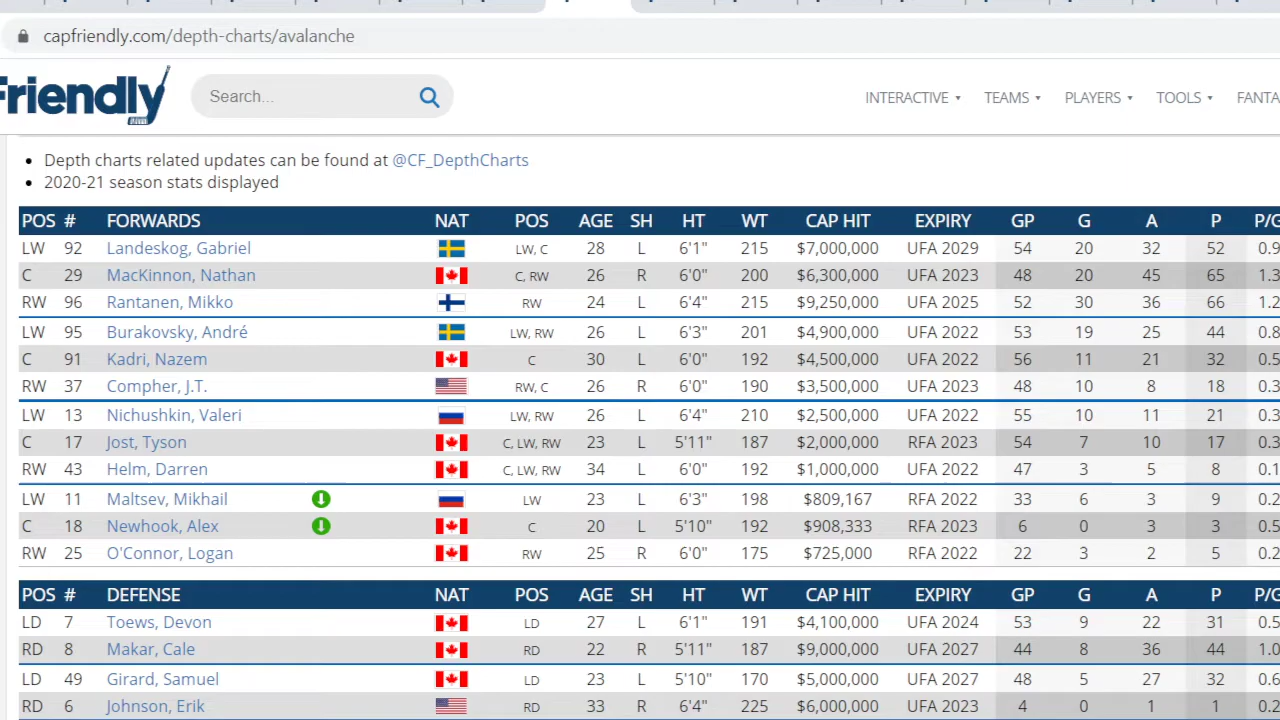 capfriendly.com/depth-charts/avalanche
Friendly
Search...
INTERACTIVE ▾ TEAMS ▾ PLAYERS ▾ TOOLS ▾ FANTA
• Depth charts related updates can be found at @CF_DepthCharts
• 2020-21 season stats displayed
POS # FORWARDS NAT POS AGE SH HT WT CAP HIT EXPIRY GP G A P P/G
LW 92 Landeskog, Gabriel LW, C 28 L 6'1" 215 $7,000,000 UFA 2029 54 20 32 52 0.9
C 29 MacKinnon, Nathan C, RW 26 R 6'0" 200 $6,300,000 UFA 2023 48 20 45 65 1.3
RW 96 Rantanen, Mikko RW 24 L 6'4" 215 $9,250,000 UFA 2025 52 30 36 66 1.2
LW 95 Burakovsky, André LW, RW 26 L 6'3" 201 $4,900,000 UFA 2022 53 19 25 44 0.8
C 91 Kadri, Nazem C 30 L 6'0" 192 $4,500,000 UFA 2022 56 11 21 32 0.5
RW 37 Compher, J.T. RW, C 26 R 6'0" 190 $3,500,000 UFA 2023 48 10 8 18 0.3
LW 13 Nichushkin, Valeri LW, RW 26 L 6'4" 210 $2,500,000 UFA 2022 55 10 11 21 0.3
C 17 Jost, Tyson C, LW, RW 23 L 5'11" 187 $2,000,000 RFA 2023 54 7 10 17 0.3
RW 43 Helm, Darren C, LW, RW 34 L 6'0" 192 $1,000,000 UFA 2022 47 3 5 8 0.1
LW 11 Maltsev, Mikhail LW 23 L 6'3" 198 $809,167 RFA 2022 33 6 3 9 0.2
C 18 Newhook, Alex C 20 L 5'10" 192 $908,333 RFA 2023 6 0 3 3 0.5
RW 25 O'Connor, Logan RW 25 R 6'0" 175 $725,000 RFA 2022 22 3 2 5 0.2
POS # DEFENSE NAT POS AGE SH HT WT CAP HIT EXPIRY GP G A P P/G
LD 7 Toews, Devon LD 27 L 6'1" 191 $4,100,000 UFA 2024 53 9 22 31 0.5
RD 8 Makar, Cale RD 22 R 5'11" 187 $9,000,000 UFA 2027 44 8 36 44 1.0
LD 49 Girard, Samuel LD 23 L 5'10" 170 $5,000,000 UFA 2027 48 5 27 32 0.6
RD 6 Johnson, Erik RD 33 R 6'4" 225 $6,000,000 UFA 2023 4 0 1 1 0.2